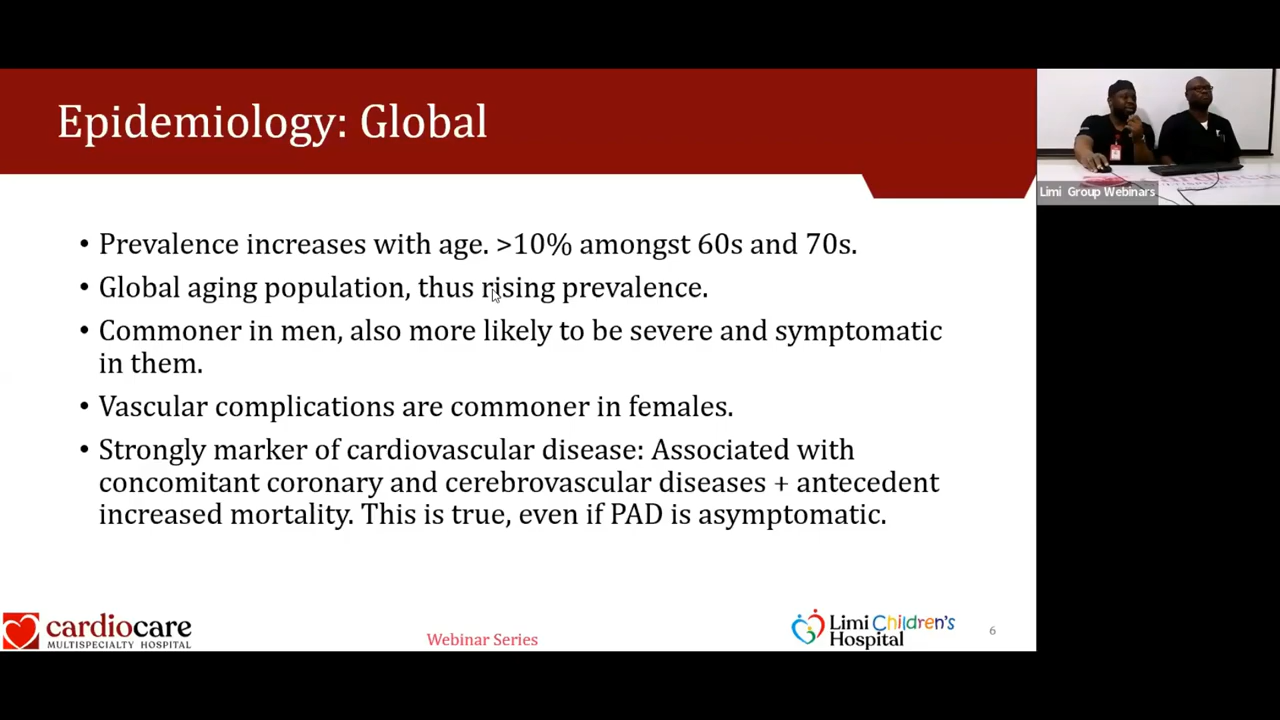 Epidemiology: Global
Limi Group Webinars
• Prevalence increases with age. >10% amongst 60s and 70s.
• Global aging population, thus rising prevalence.
• Commoner in men, also more likely to be severe and symptomatic
in them.
• Vascular complications are commoner in females.
• Strongly marker of cardiovascular disease: Associated with
concomitant coronary and cerebrovascular diseases + antecedent
increased mortality. This is true, even if PAD is asymptomatic.
cardiocare
MULTISPECIALTY HOSPITAL
Webinar Series
Limi Children's
Hospital
6